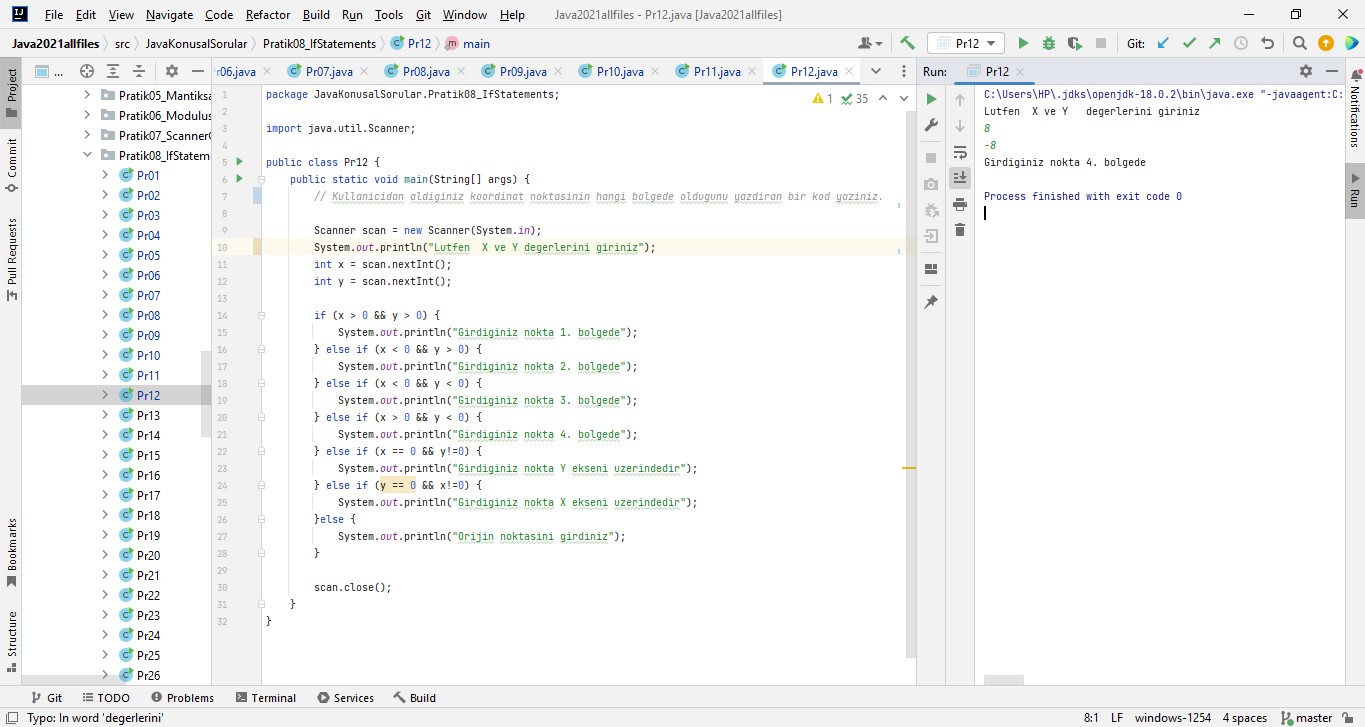 File Edit View Navigate Code Refactor Build Run Tools Git Window Help Java2021allfiles - Pr12.java [Java2021allfiles]
Java2021allfiles src JavaKonusalSorular Pratik08_IfStatements Pr12 main Pr12 Git:
... r06.java Pr07.java Pr08.java Pr09.java Pr10.java Pr11.java Pr12.java Run: Pr12
Project
Commit
Pull Requests
Bookmarks
Structure
Pratik05_Mantiksa
Pratik06_Modulus
Pratik07_Scanner
Pratik08_IfStatem
Pr01
Pr02
Pr03
Pr04
Pr05
Pr06
Pr07
Pr08
Pr09
Pr10
Pr11
Pr12
Pr13
Pr14
Pr15
Pr16
Pr17
Pr18
Pr19
Pr20
Pr21
Pr22
Pr23
Pr24
Pr25
Pr26
1 package JavaKonusalSorular.Pratik08_IfStatements;
2
3 import java.util.Scanner;
4
5 public class Pr12 {
6 public static void main(String[] args) {
7 // Kullanicidan aldiginiz koordinat noktasinin hangi bolgede oldugunu yazdiran bir kod yaziniz.
8
9 Scanner scan = new Scanner(System.in);
10 System.out.println("Lutfen  X ve Y degerlerini giriniz");
11 int x = scan.nextInt();
12 int y = scan.nextInt();
13
14 if (x > 0 && y > 0) {
15 System.out.println("Girdiginiz nokta 1. bolgede");
16 } else if (x < 0 && y > 0) {
17 System.out.println("Girdiginiz nokta 2. bolgede");
18 } else if (x < 0 && y < 0) {
19 System.out.println("Girdiginiz nokta 3. bolgede");
20 } else if (x > 0 && y < 0) {
21 System.out.println("Girdiginiz nokta 4. bolgede");
22 } else if (x == 0 && y!=0) {
23 System.out.println("Girdiginiz nokta Y ekseni uzerindedir");
24 } else if (y == 0 && x!=0) {
25 System.out.println("Girdiginiz nokta X ekseni uzerindedir");
26 }else {
27 System.out.println("Orijin noktasini girdiniz");
28 }
29
30 scan.close();
31 }
32 }
1 35
C:\Users\HP\.jdks\openjdk-18.0.2\bin\java.exe "-javaagent:C:
Lutfen  X ve Y   degerlerini giriniz
8
-8
Girdiginiz nokta 4. bolgede
Process finished with exit code 0
Notifications
Run
Git TODO Problems Terminal Services Build
Typo: In word 'degerlerini' 8:1 LF windows-1254 4 spaces master